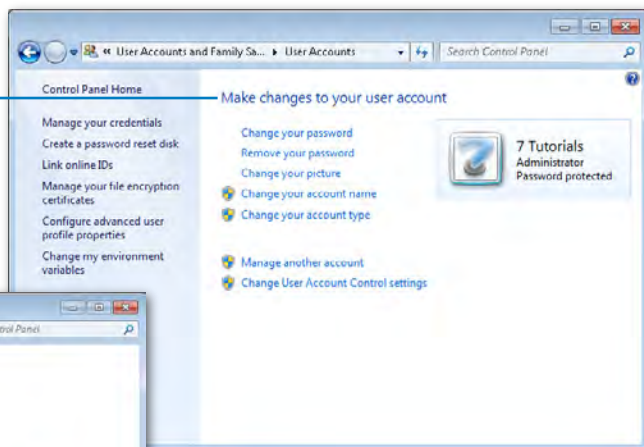 « User Accounts and Family Sa... ▸ User Accounts
Search Control Panel
Control Panel Home
Manage your credentials
Create a password reset disk
Link online IDs
Manage your file encryption
certificates
Configure advanced user
profile properties
Change my environment
variables
Make changes to your user account
Change your password
Remove your password
Change your picture
Change your account name
Change your account type
Manage another account
Change User Account Control settings
7 Tutorials
Administrator
Password protected
trol Panel